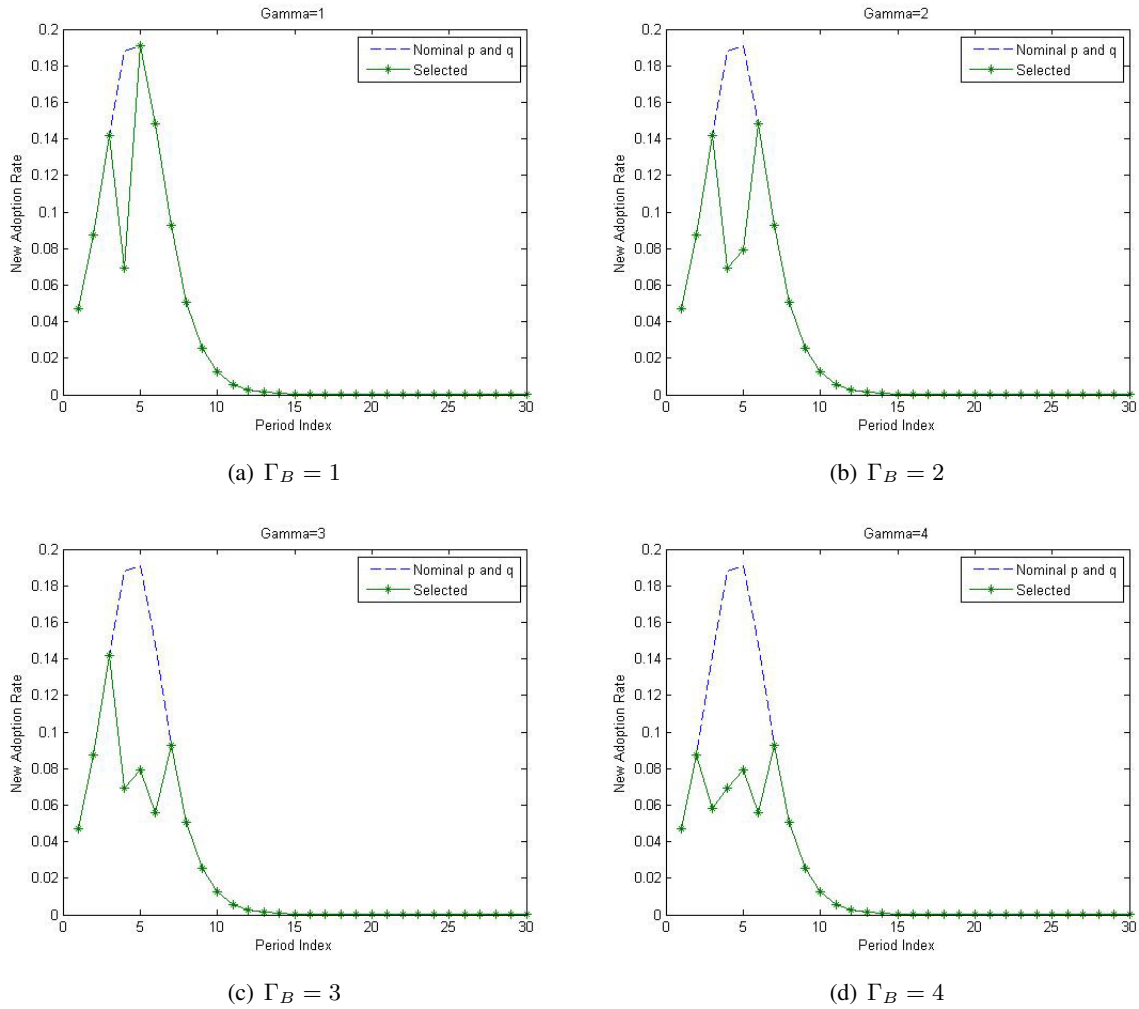 Gamma=1
0.2
0.18
0.16
0.14
0.12
0.1
0.08
0.06
0.04
0.02
0
New Adoption Rate
Nominal p and q
Selected
0 5 10 15 20 25 30
Period Index
(a) Γ_B = 1
Gamma=2
0.2
0.18
0.16
0.14
0.12
0.1
0.08
0.06
0.04
0.02
0
New Adoption Rate
Nominal p and q
Selected
0 5 10 15 20 25 30
Period Index
(b) Γ_B = 2
Gamma=3
0.2
0.18
0.16
0.14
0.12
0.1
0.08
0.06
0.04
0.02
0
New Adoption Rate
Nominal p and q
Selected
0 5 10 15 20 25 30
Period Index
(c) Γ_B = 3
Gamma=4
0.2
0.18
0.16
0.14
0.12
0.1
0.08
0.06
0.04
0.02
0
New Adoption Rate
Nominal p and q
Selected
0 5 10 15 20 25 30
Period Index
(d) Γ_B = 4